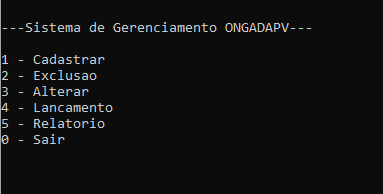 ---Sistema de Gerenciamento ONGADAPV---
1 - Cadastrar
2 - Exclusao
3 - Alterar
4 - Lancamento
5 - Relatorio
0 - Sair